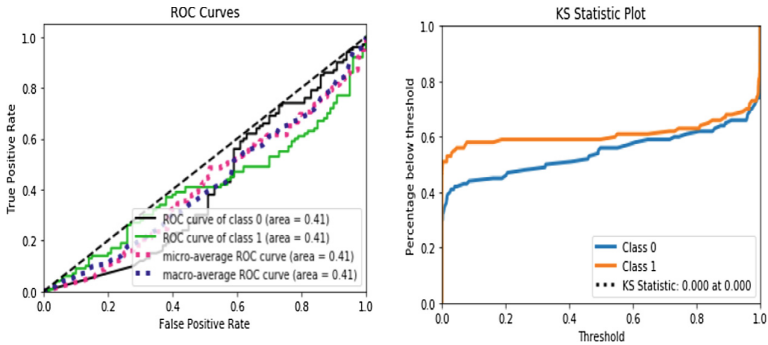 ROC Curves
True Positive Rate
1.0
0.8
0.6
0.4
0.2
0.0
ROC curve of class 0 (area = 0.41)
ROC curve of class 1 (area = 0.41)
micro-average ROC curve (area = 0.41)
macro-average ROC curve (area = 0.41)
0.0 0.2 0.4 0.6 0.8 1.0
False Positive Rate
KS Statistic Plot
Percentage below threshold
1.0
0.8
0.6
0.4
0.2
0.0
Class 0
Class 1
KS Statistic: 0.000 at 0.000
0.0 0.2 0.4 0.6 0.8 1.0
Threshold